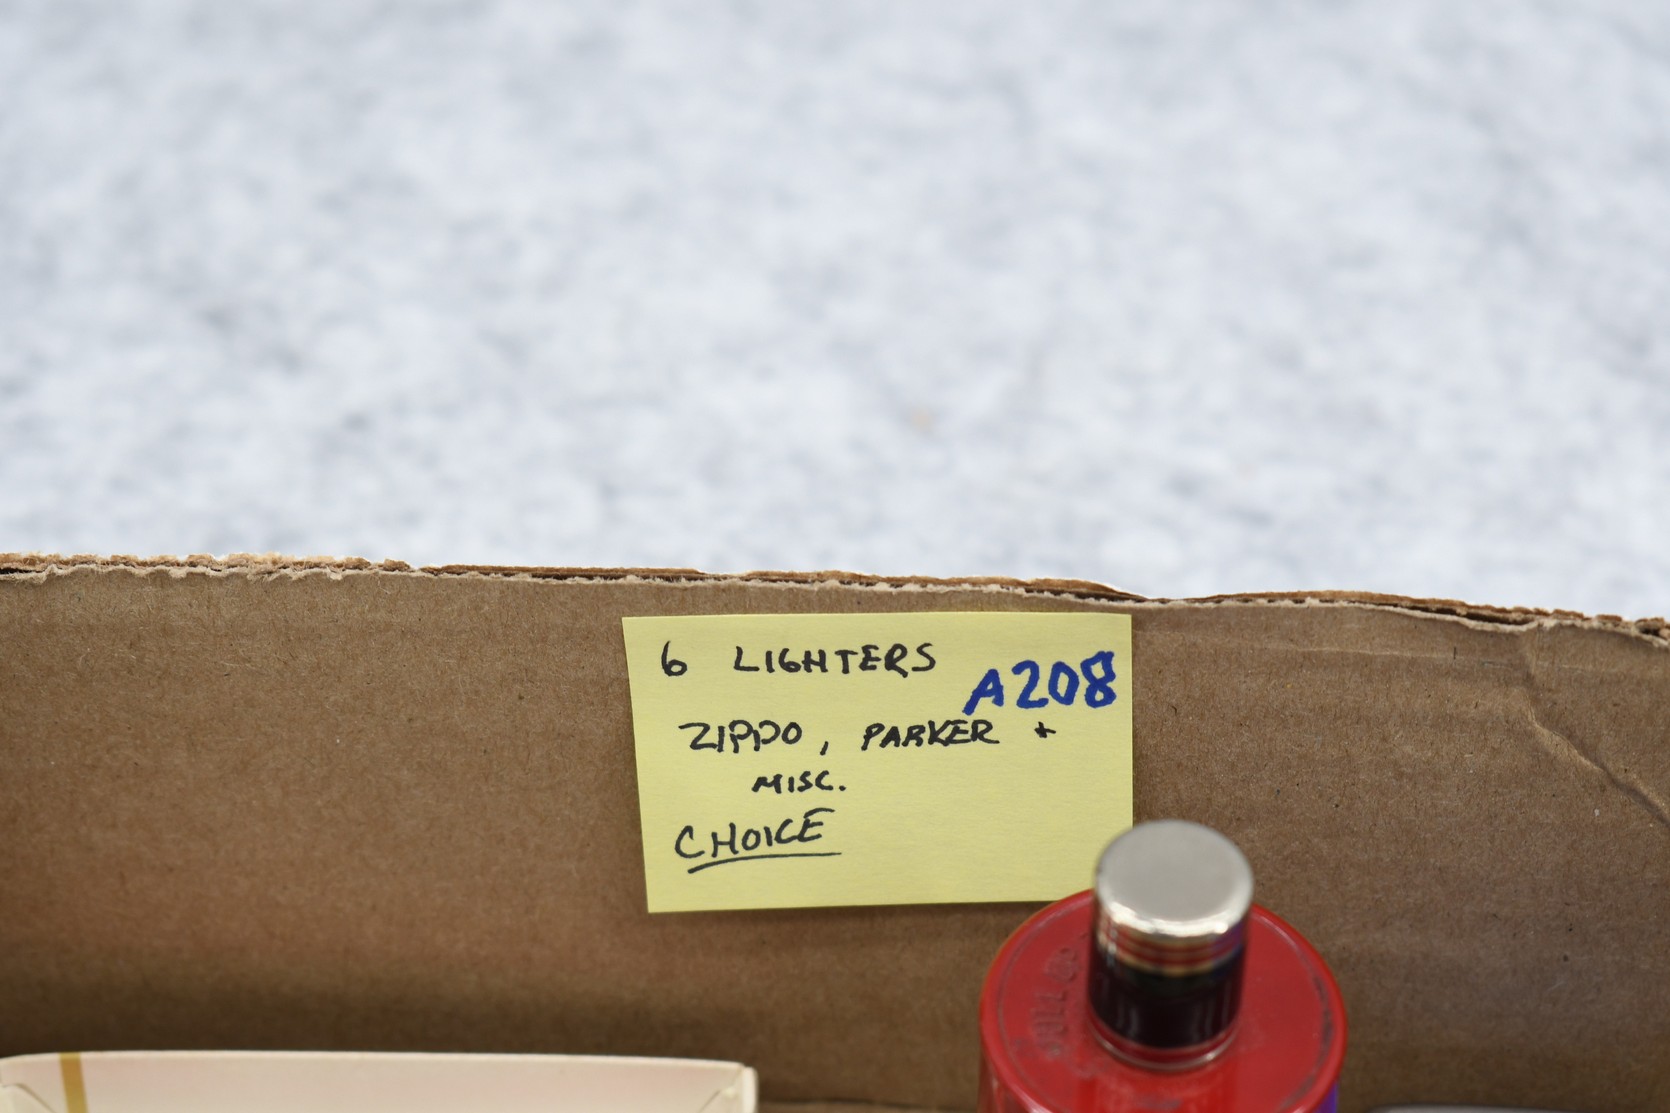 6 LIGHTERS
A208
ZIPPO, PARKER +
MISC.
CHOICE